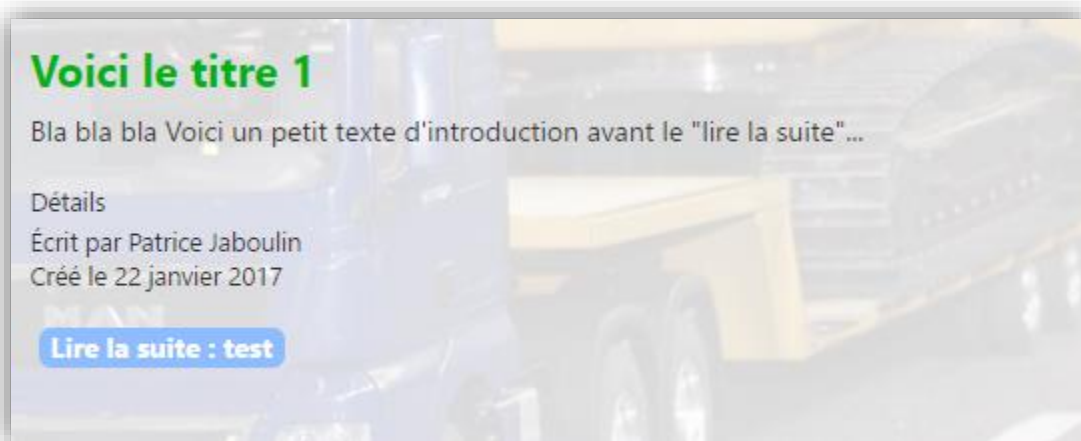 Voici le titre 1
Bla bla bla Voici un petit texte d'introduction avant le "lire la suite"...
Détails
Écrit par Patrice Jaboulin
Créé le 22 janvier 2017
MAN
Lire la suite : test